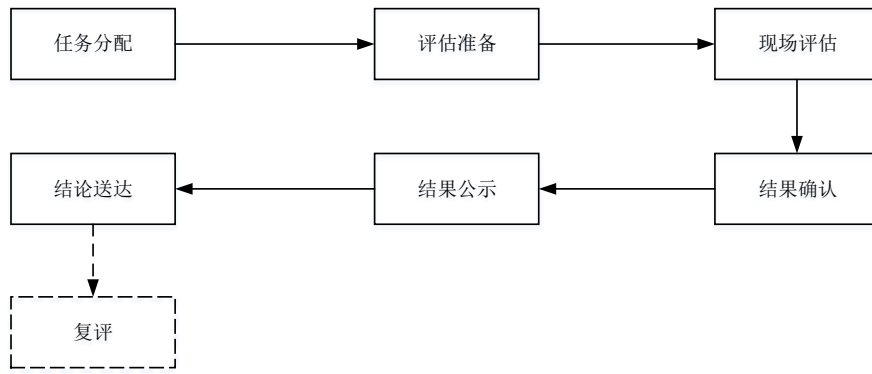 任务分配
评估准备
现场评估
结果确认
结果公示
结论送达
复评